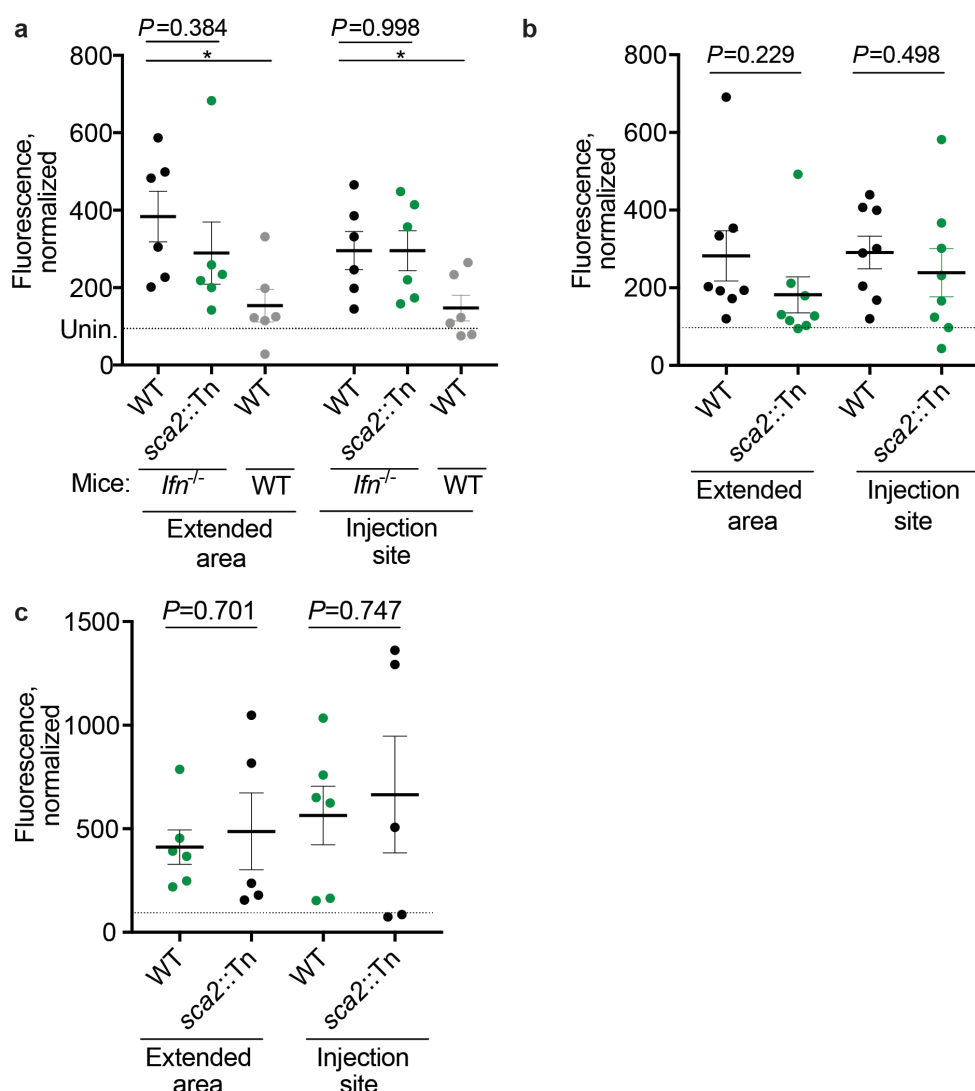 a
P=0.384
P=0.998
*
*
Fluorescence,
normalized
800
600
400
200
0
Unin.
WT
sca2::Tn
WT
WT
sca2::Tn
WT
Mice:
Ifn-/-
WT
Ifn-/-
WT
Extended
area
Injection
site
b
P=0.229
P=0.498
Fluorescence,
normalized
800
600
400
200
0
WT
sca2::Tn
WT
sca2::Tn
Extended
area
Injection
site
c
P=0.701
P=0.747
Fluorescence,
normalized
1500
1000
500
0
WT
sca2::Tn
WT
sca2::Tn
Extended
area
Injection
site